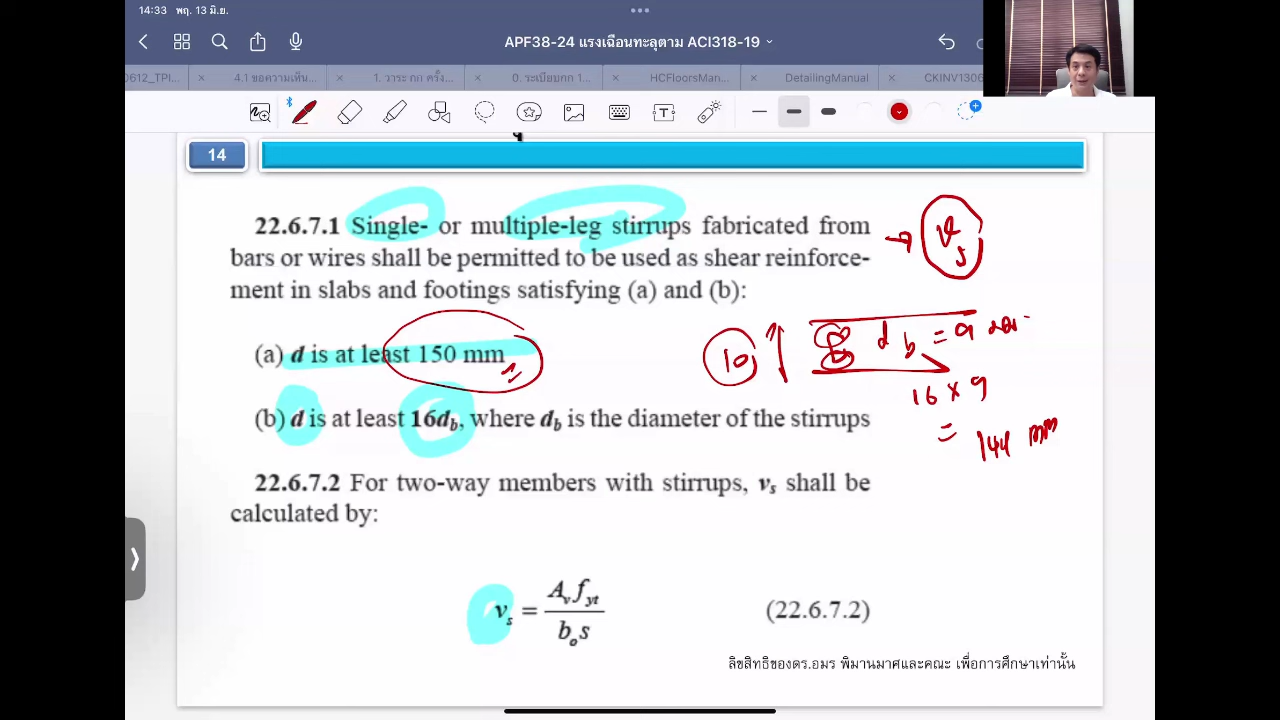 14:33 พฤ. 13 มิ.ย.
APF38-24 แรงเฉือนทะลุตาม ACI318-19
0612_TPI... × 4.1 ขอความเห็น... × 1. วาระ กก ครั้ง... × 0. ระเบียบกก 1... × HCFloorsMan... × DetailingManual × CKINV1306
14
22.6.7.1 Single- or multiple-leg stirrups fabricated from
bars or wires shall be permitted to be used as shear reinforce-
ment in slabs and footings satisfying (a) and (b):
(a) d is at least 150 mm
(b) d is at least 16d_b, where d_b is the diameter of the stirrups
22.6.7.2 For two-way members with stirrups, v_s shall be
calculated by:
v_s = A_v f_yt / b_o s (22.6.7.2)
→ v_s
10 d_b = 9
16 × 9
= 144 mm
ลิขสิทธิของดร.อมร พิมานมาศและคณะ เพื่อการศึกษาเท่านั้น